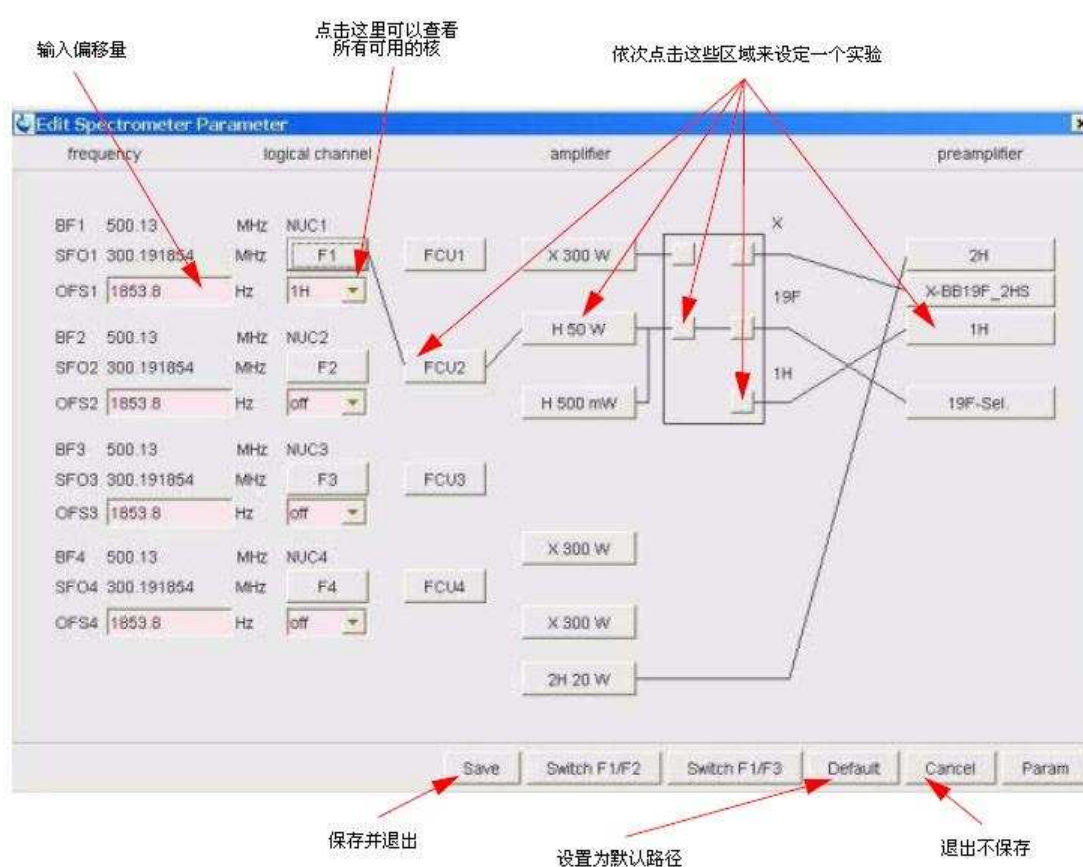 输入偏移量
点击这里可以查看
所有可用的核
依次点击这些区域来设定一个实验
Edit Spectrometer Parameter
frequency logical channel amplifier preamplifier
BF1 500.13 MHz NUC1
SFO1 300.191854 MHz F1 FCU1 X 300 W X 2H
OFS1 1853.8 Hz 1H 19F X-BB19F_2HS
BF2 500.13 MHz NUC2 H 50 W 1H
SFO2 300.191854 MHz F2 FCU2 1H
OFS2 1853.8 Hz off H 500 mW 19F-Sel.
BF3 500.13 MHz NUC3
SFO3 300.191854 MHz F3 FCU3
OFS3 1853.8 Hz off
BF4 500.13 MHz NUC4 X 300 W
SFO4 300.191854 MHz F4 FCU4
OFS4 1853.8 Hz off X 300 W
2H 20 W
Save Switch F1/F2 Switch F1/F3 Default Cancel Param
保存并退出
设置为默认路径
退出不保存